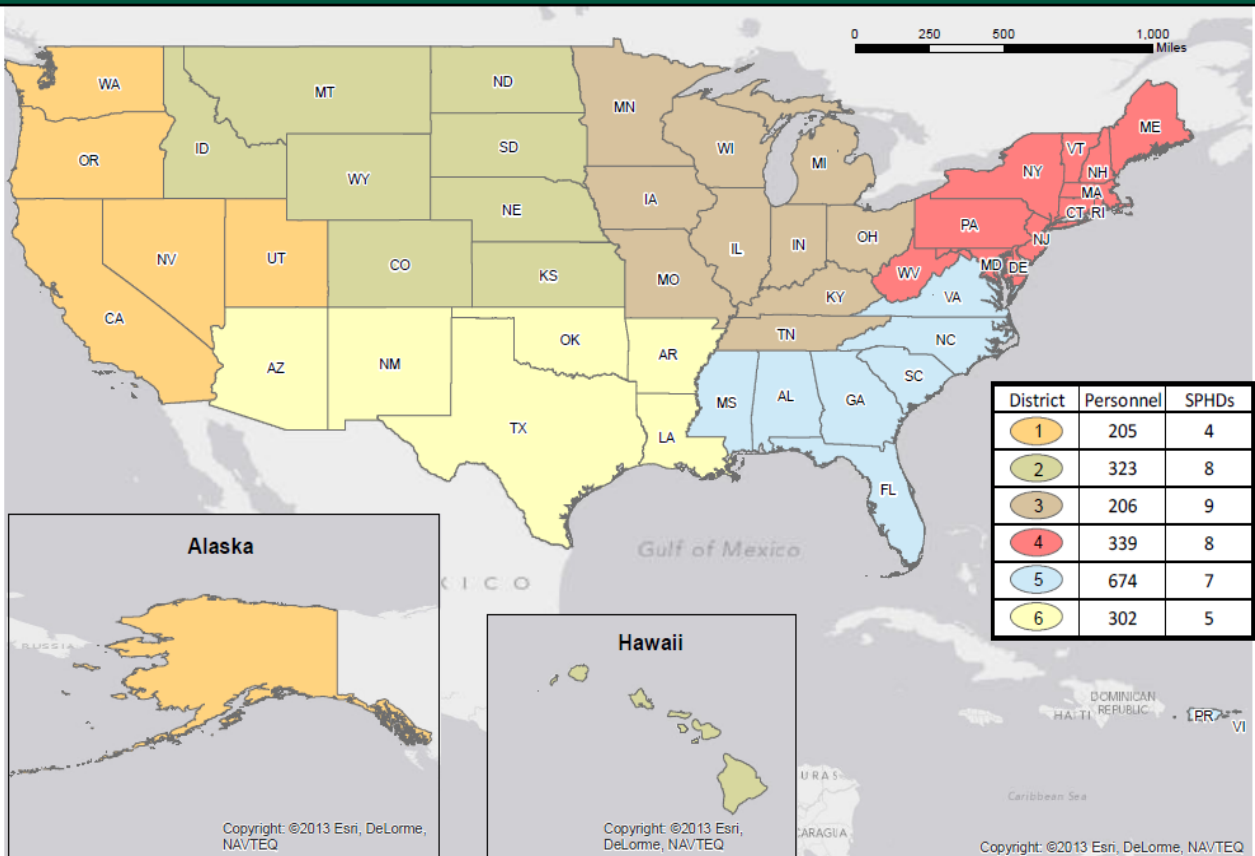 0 250 500 1,000
Miles
WA
MT
ND
MN
ME
OR
ID
SD
WI
MI
VT
NH
NY
WY
MA
CT RI
IA
NE
PA
NJ
NV
UT
CO
IL
IN
OH
MD DE
KS
MO
WV
VA
CA
KY
TN
NC
OK
AR
AZ
NM
SC
MS
AL
GA
TX
LA
FL
District Personnel SPHDs
1 205 4
2 323 8
3 206 9
4 339 8
5 674 7
6 302 5
Gulf of Mexico
Alaska
RUSSIA
Copyright: ©2013 Esri, DeLorme,
NAVTEQ
XICO
Hawaii
Copyright: ©2013 Esri,
DeLorme, NAVTEQ
DOMINICAN
REPUBLIC
HAITI
PR
VI
URAS
Caribbean Sea
CARAGUA
Copyright: ©2013 Esri, DeLorme, NAVTEQ